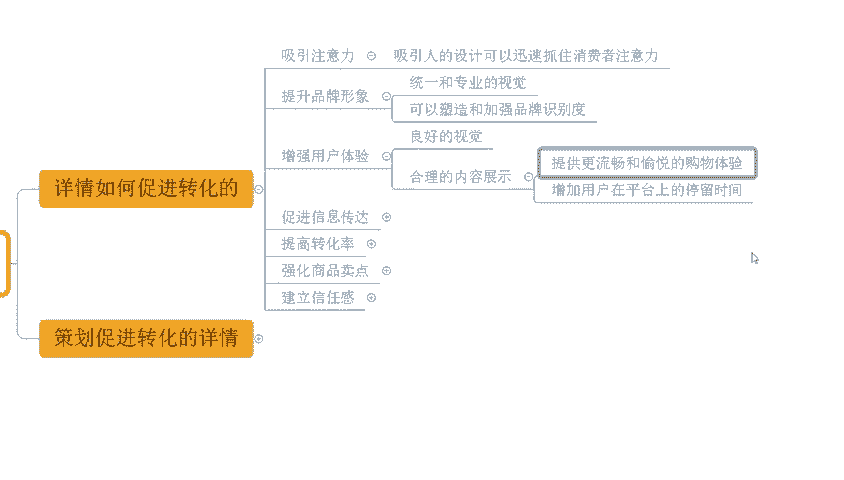 吸引注意力
吸引人的设计可以迅速抓住消费者注意力
提升品牌形象
统一和专业的视觉
可以塑造和加强品牌识别度
增强用户体验
良好的视觉
合理的内容展示
提供更流畅和愉悦的购物体验
增加用户在平台上的停留时间
详情如何促进转化的
促进信息传达
提高转化率
强化商品卖点
建立信任感
策划促进转化的详情